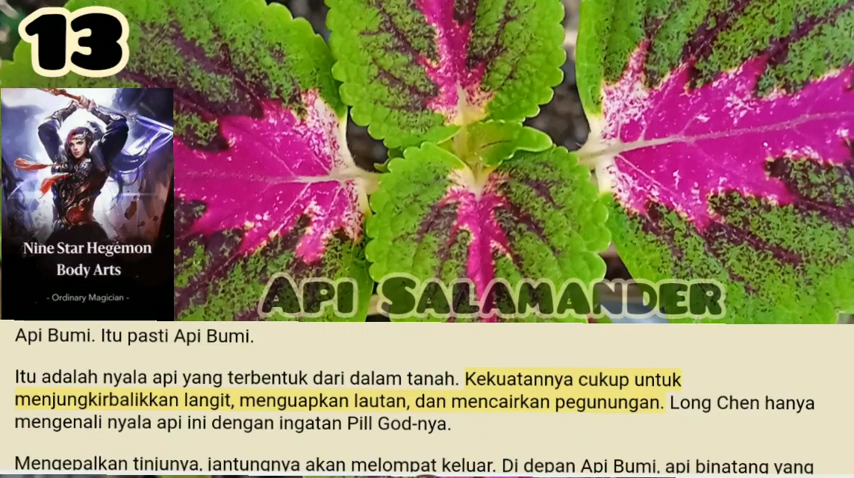 13
Nine Star Hegemon
Body Arts
- Ordinary Magician -
API SALAMANDER
Api Bumi. Itu pasti Api Bumi.
Itu adalah nyala api yang terbentuk dari dalam tanah. Kekuatannya cukup untuk
menjungkirbalikkan langit, menguapkan lautan, dan mencairkan pegunungan. Long Chen hanya
mengenali nyala api ini dengan ingatan Pill God-nya.
Mengepalkan tinjunya, jantungnya akan melompat keluar. Di depan Api Bumi, api binatang yang